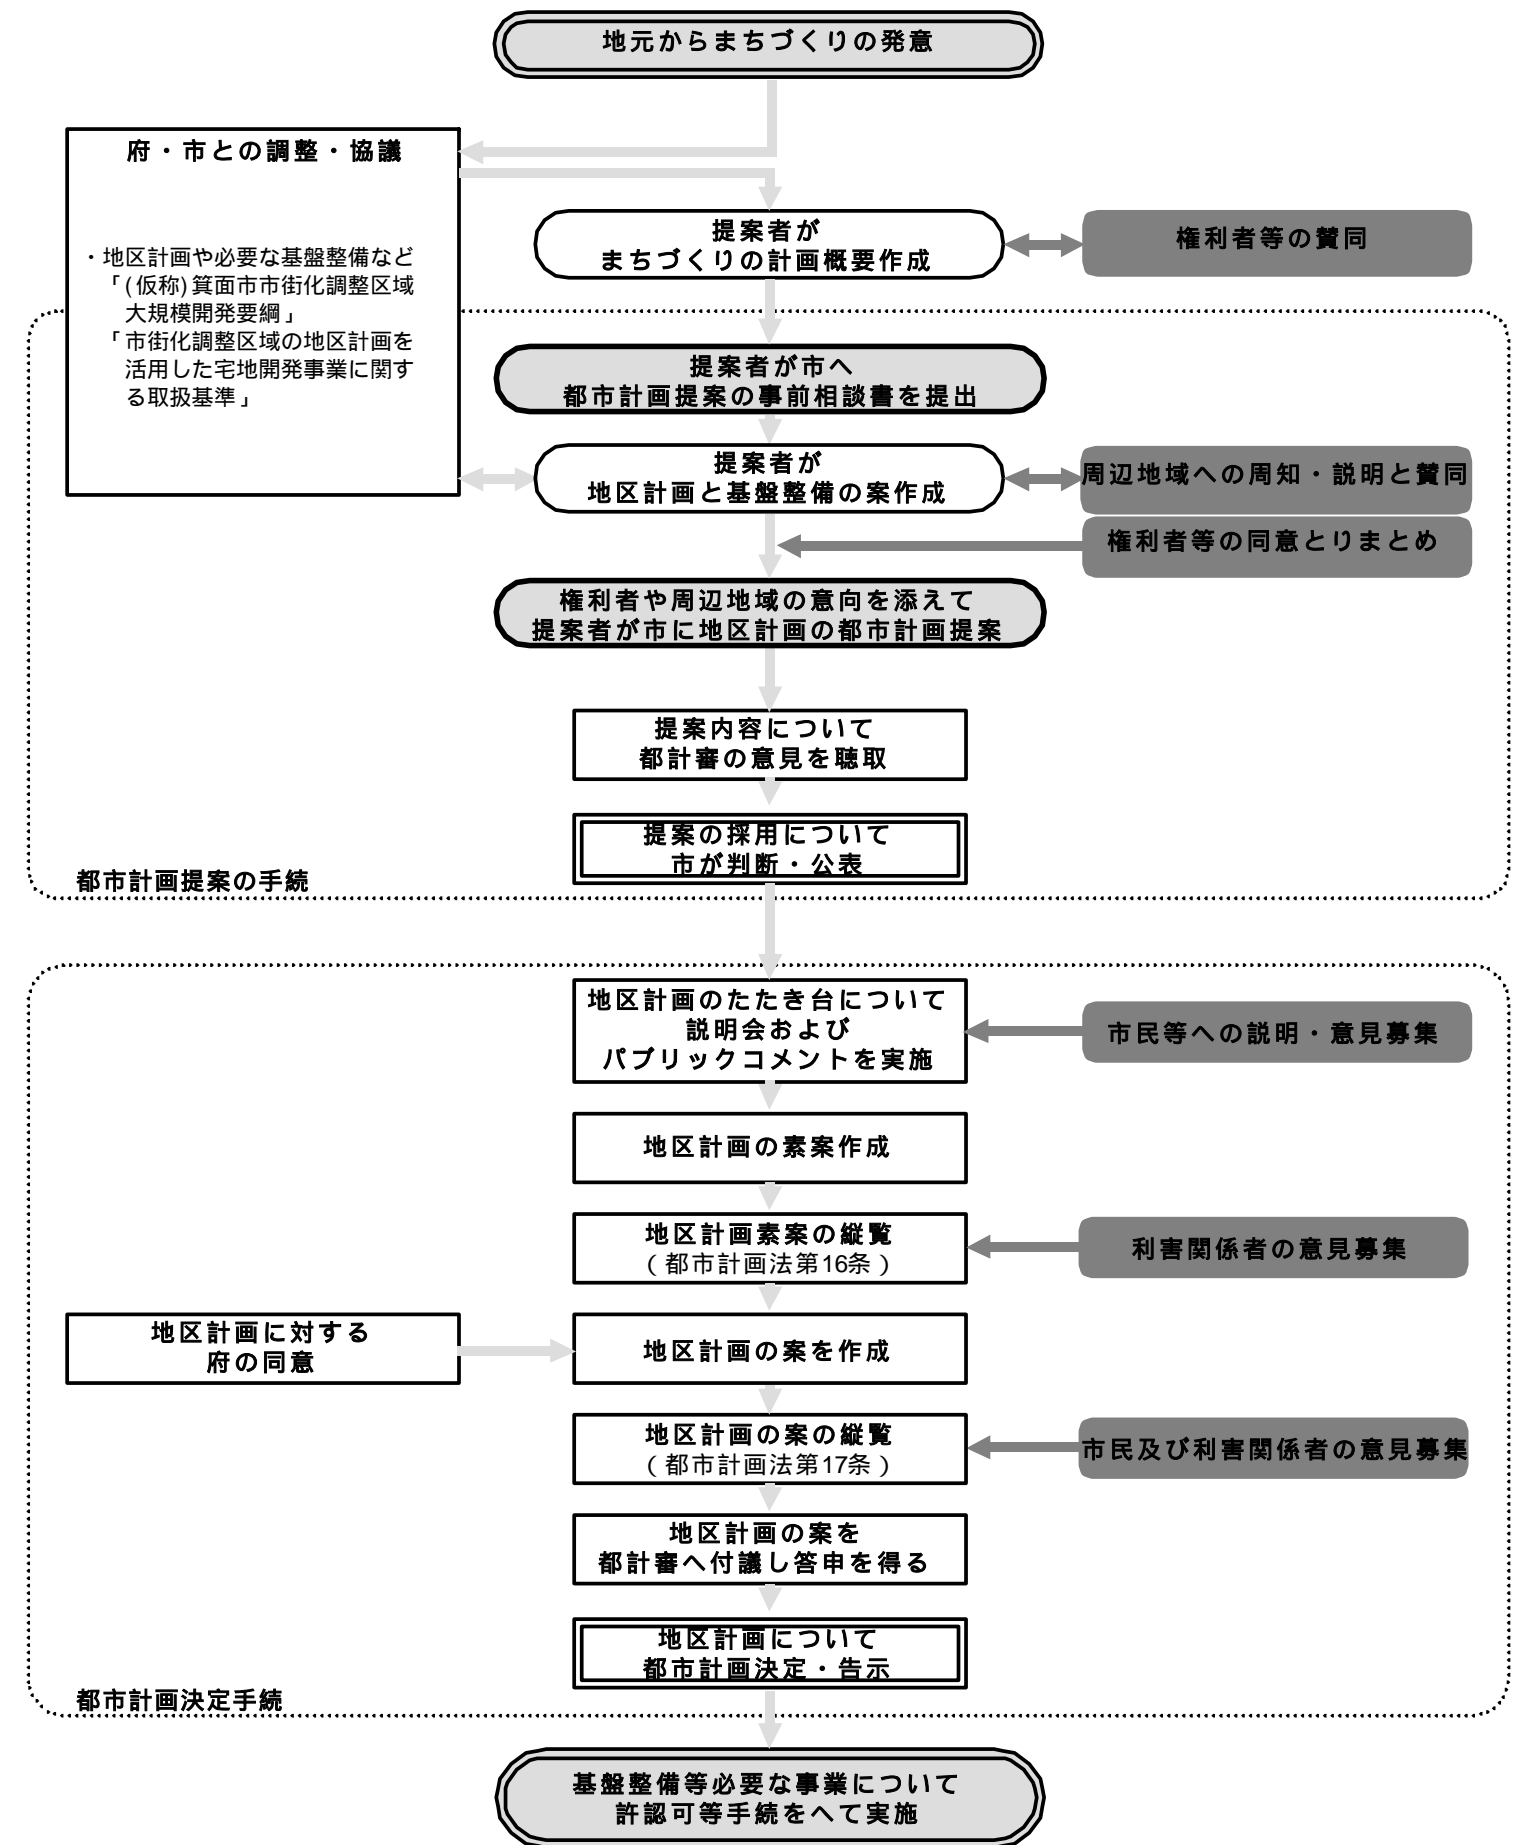 地元からまちづくりの発意
府・市との調整・協議
・地区計画や必要な基盤整備など
「(仮称)箕面市市街化調整区域
大規模開発要綱」
「市街化調整区域の地区計画を
活用した宅地開発事業に関す
る取扱基準」
提案者が
まちづくりの計画概要作成
権利者等の賛同
提案者が市へ
都市計画提案の事前相談書を提出
提案者が
地区計画と基盤整備の案作成
周辺地域への周知・説明と賛同
権利者等の同意とりまとめ
権利者や周辺地域の意向を添えて
提案者が市に地区計画の都市計画提案
提案内容について
都計審の意見を聴取
提案の採用について
市が判断・公表
都市計画提案の手続
地区計画のたたき台について
説明会および
パブリックコメントを実施
市民等への説明・意見募集
地区計画の素案作成
地区計画素案の縦覧
(都市計画法第16条)
利害関係者の意見募集
地区計画に対する
府の同意
地区計画の案を作成
地区計画の案の縦覧
(都市計画法第17条)
市民及び利害関係者の意見募集
地区計画の案を
都計審へ付議し答申を得る
地区計画について
都市計画決定・告示
都市計画決定手続
基盤整備等必要な事業について
許認可等手続をへて実施